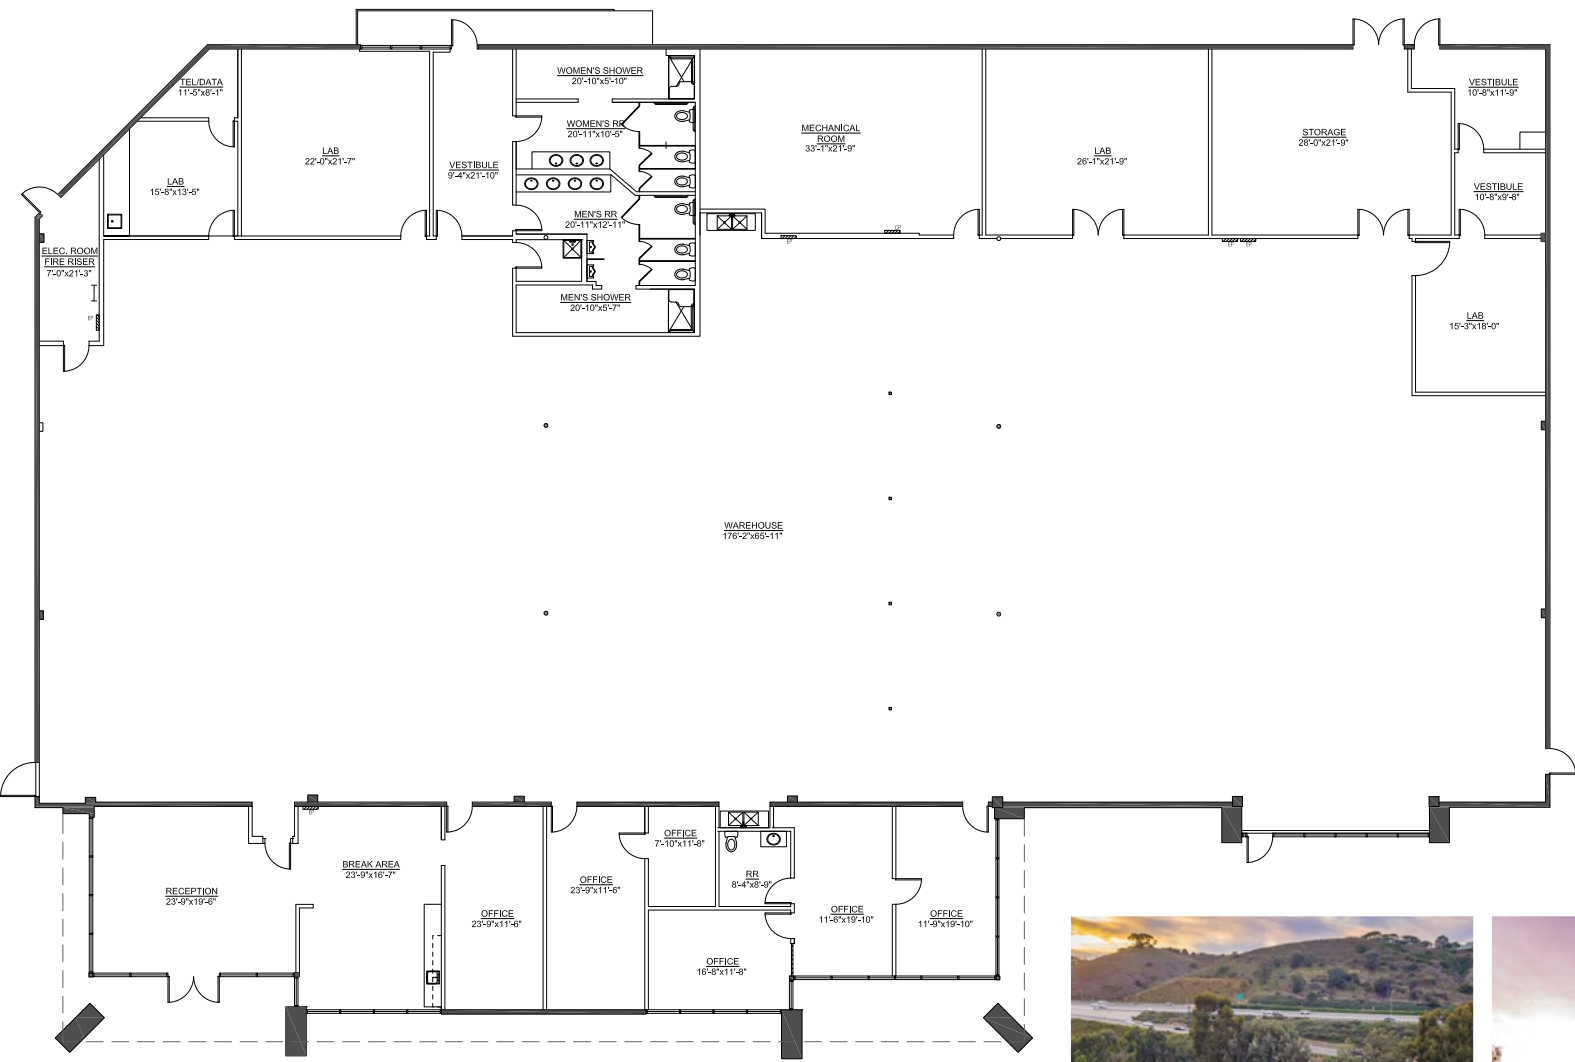 WOMEN'S SHOWER
20'-10"x5'-10"
TEL/DATA
11'-5"x8'-1"
VESTIBULE
10'-8"x11'-9"
WOMEN'S RR
20'-11"x10'-5"
MECHANICAL
ROOM
33'-1"x21'-9"
STORAGE
28'-0"x21'-9"
LAB
22'-0"x21'-7"
LAB
26'-1"x21'-9"
VESTIBULE
9'-4"x21'-10"
LAB
15'-8"x13'-5"
VESTIBULE
10'-8"x9'-8"
MEN'S RR
20'-11"x12'-11"
ELEC. ROOM
FIRE RISER
7'-0"x21'-3"
MEN'S SHOWER
20'-10"x5'-7"
LAB
15'-3"x18'-0"
WAREHOUSE
176'-2"x65'-11"
OFFICE
7'-10"x11'-8"
BREAK AREA
23'-9"x16'-7"
RECEPTION
23'-9"x19'-6"
OFFICE
23'-9"x11'-6"
RR
8'-4"x8'-9"
OFFICE
23'-9"x11'-6"
OFFICE
11'-6"x19'-10"
OFFICE
11'-9"x19'-10"
OFFICE
16'-8"x11'-8"